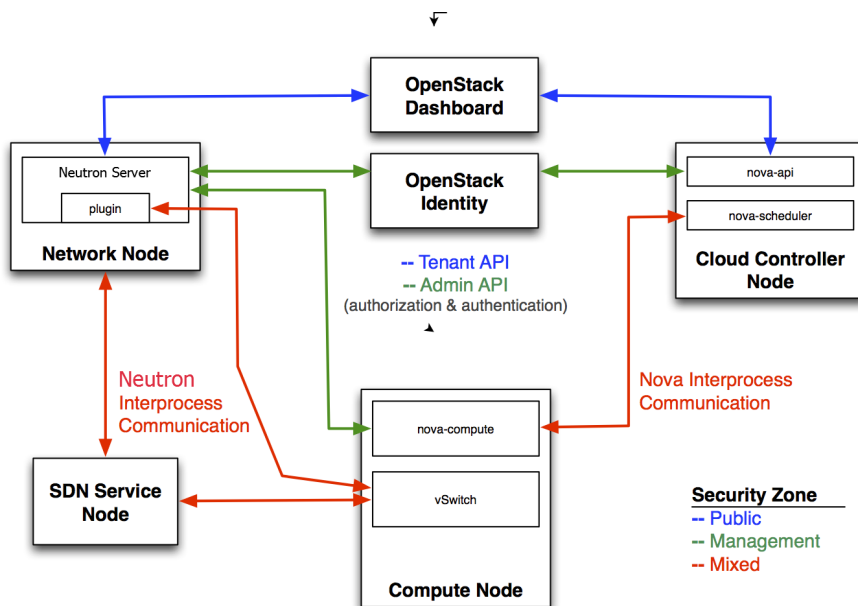 OpenStack
Dashboard
Neutron Server
plugin
Network Node
OpenStack
Identity
nova-api
nova-scheduler
Cloud Controller
Node
-- Tenant API
-- Admin API
(authorization & authentication)
Neutron
Interprocess
Communication
Nova Interprocess
Communication
nova-compute
vSwitch
Compute Node
SDN Service
Node
Security Zone
-- Public
-- Management
-- Mixed